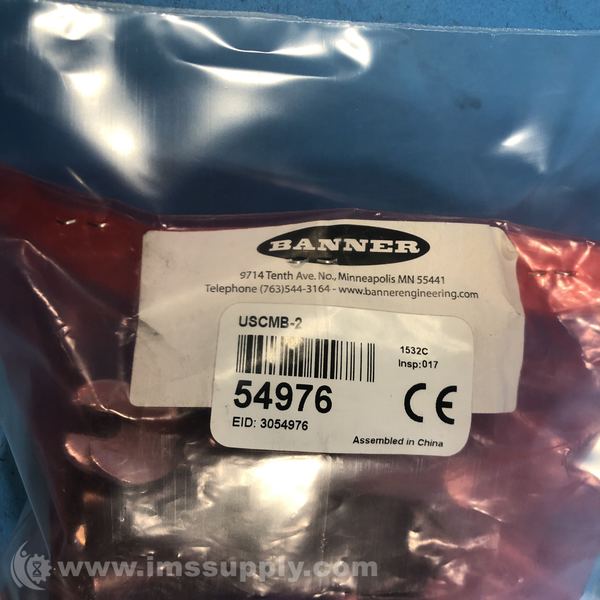 BANNER
9714 Tenth Ave. No., Minneapolis MN 55441
Telephone (763)544-3164 - www.bannerengineering.com
USCMB-2
1532C
Insp:017
54976
CE
EID: 3054976
Assembled in China
www.imssupply.com